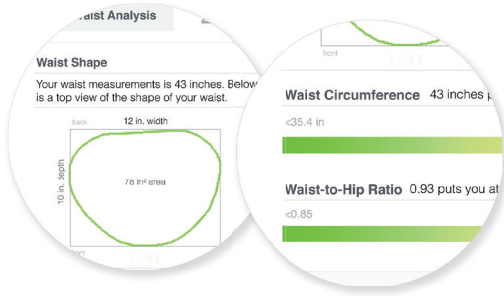 Waist Analysis
Waist Shape
Your waist measurements is 43 inches. Below
is a top view of the shape of your waist.
back
12 in. width
10 in. depth
78 in² area
front
front
Waist Circumference 43 inches p
<35.4 in
Waist-to-Hip Ratio 0.93 puts you at
<0.85